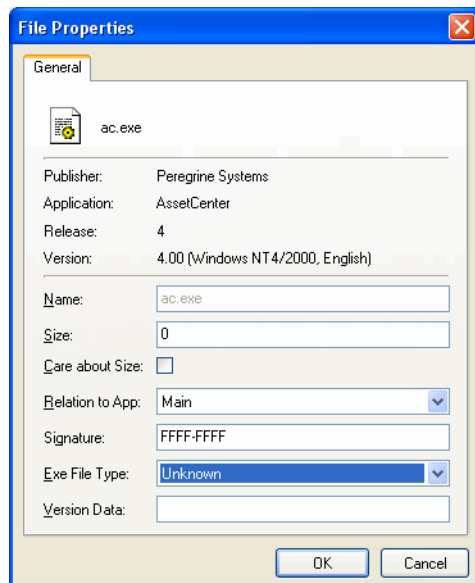 File Properties
General
ac.exe
Publisher: Peregrine Systems
Application: AssetCenter
Release: 4
Version: 4.00 (Windows NT4/2000, English)
Name: ac.exe
Size: 0
Care about Size:
Relation to App: Main
Signature: FFFF-FFFF
Exe File Type: Unknown
Version Data:
OK Cancel